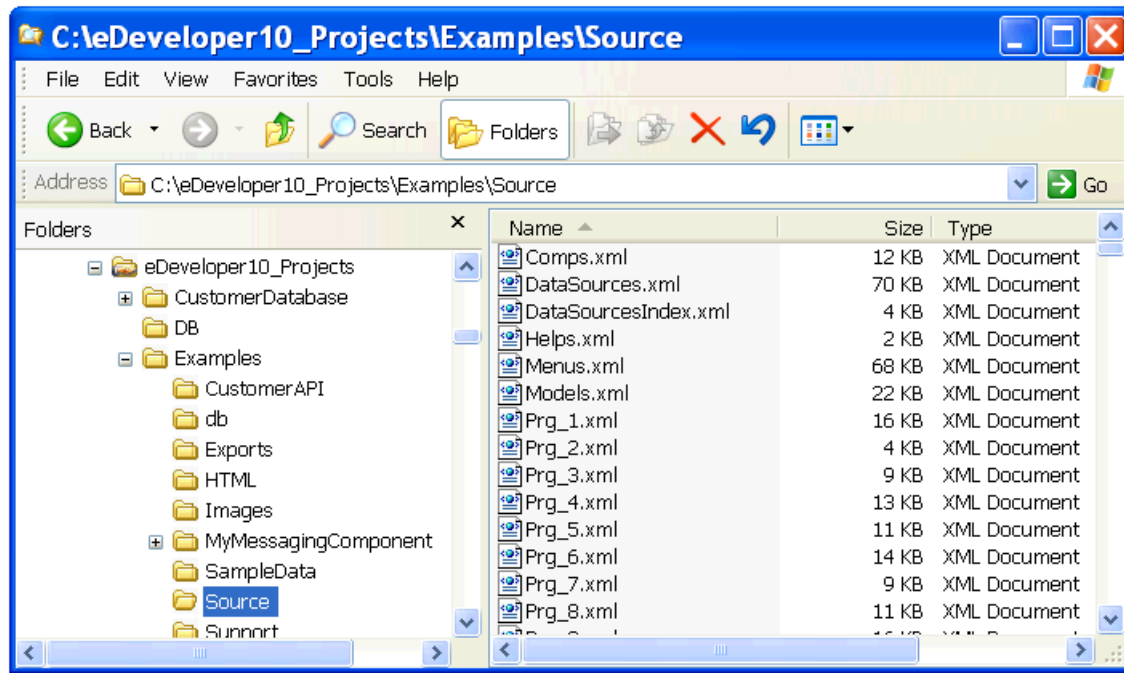 C:\eDeveloper10_Projects\Examples\Source
File Edit View Favorites Tools Help
Back Search Folders
Address C:\eDeveloper10_Projects\Examples\Source Go
Folders
eDeveloper10_Projects
CustomerDatabase
DB
Examples
CustomerAPI
db
Exports
HTML
Images
MyMessagingComponent
SampleData
Source
Support
Name Size Type
Comps.xml 12 KB XML Document
DataSources.xml 70 KB XML Document
DataSourcesIndex.xml 4 KB XML Document
Helps.xml 2 KB XML Document
Menus.xml 68 KB XML Document
Models.xml 22 KB XML Document
Prg_1.xml 16 KB XML Document
Prg_2.xml 4 KB XML Document
Prg_3.xml 9 KB XML Document
Prg_4.xml 13 KB XML Document
Prg_5.xml 11 KB XML Document
Prg_6.xml 14 KB XML Document
Prg_7.xml 9 KB XML Document
Prg_8.xml 11 KB XML Document